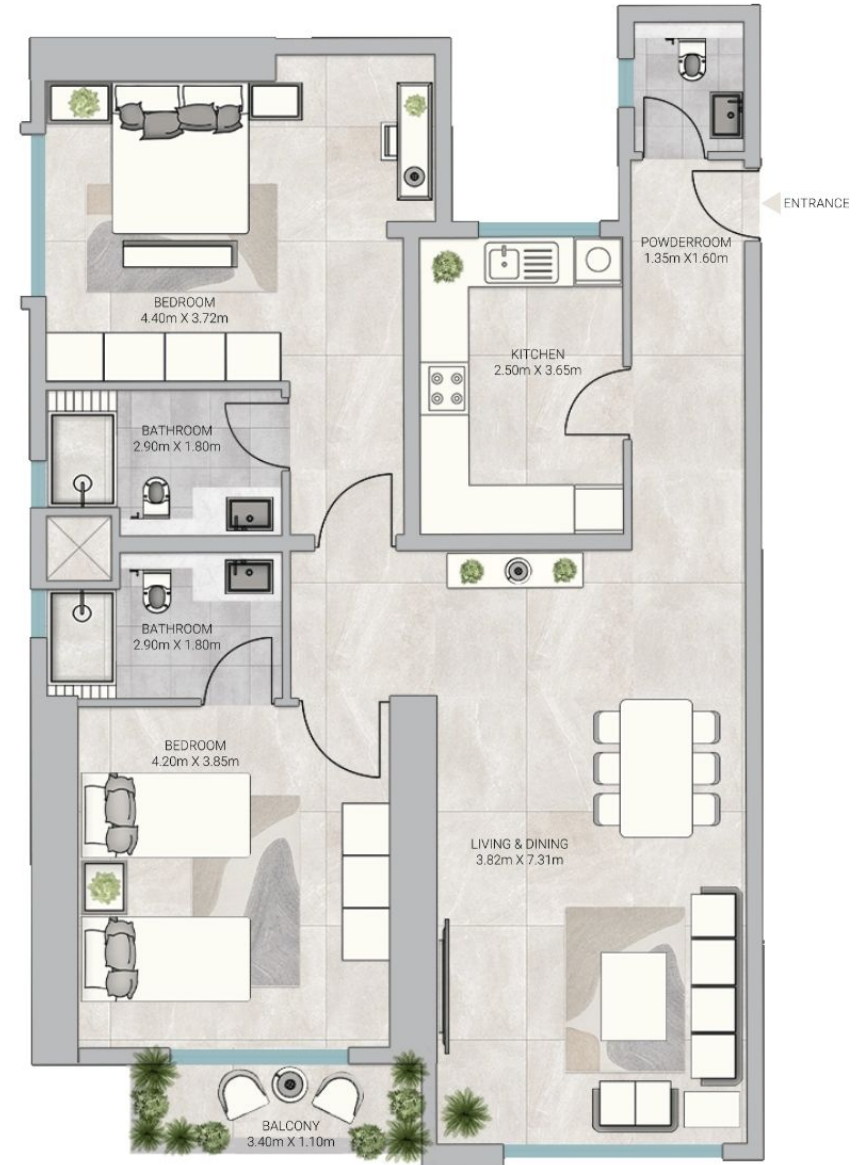 ENTRANCE
POWDERROOM
1.35m X1.60m
BEDROOM
4.40m X 3.72m
KITCHEN
2.50m X 3.65m
BATHROOM
2.90m X 1.80m
BATHROOM
2.90m X 1.80m
BEDROOM
4.20m X 3.85m
LIVING & DINING
3.82m X 7.31m
BALCONY
3.40m X 1.10m